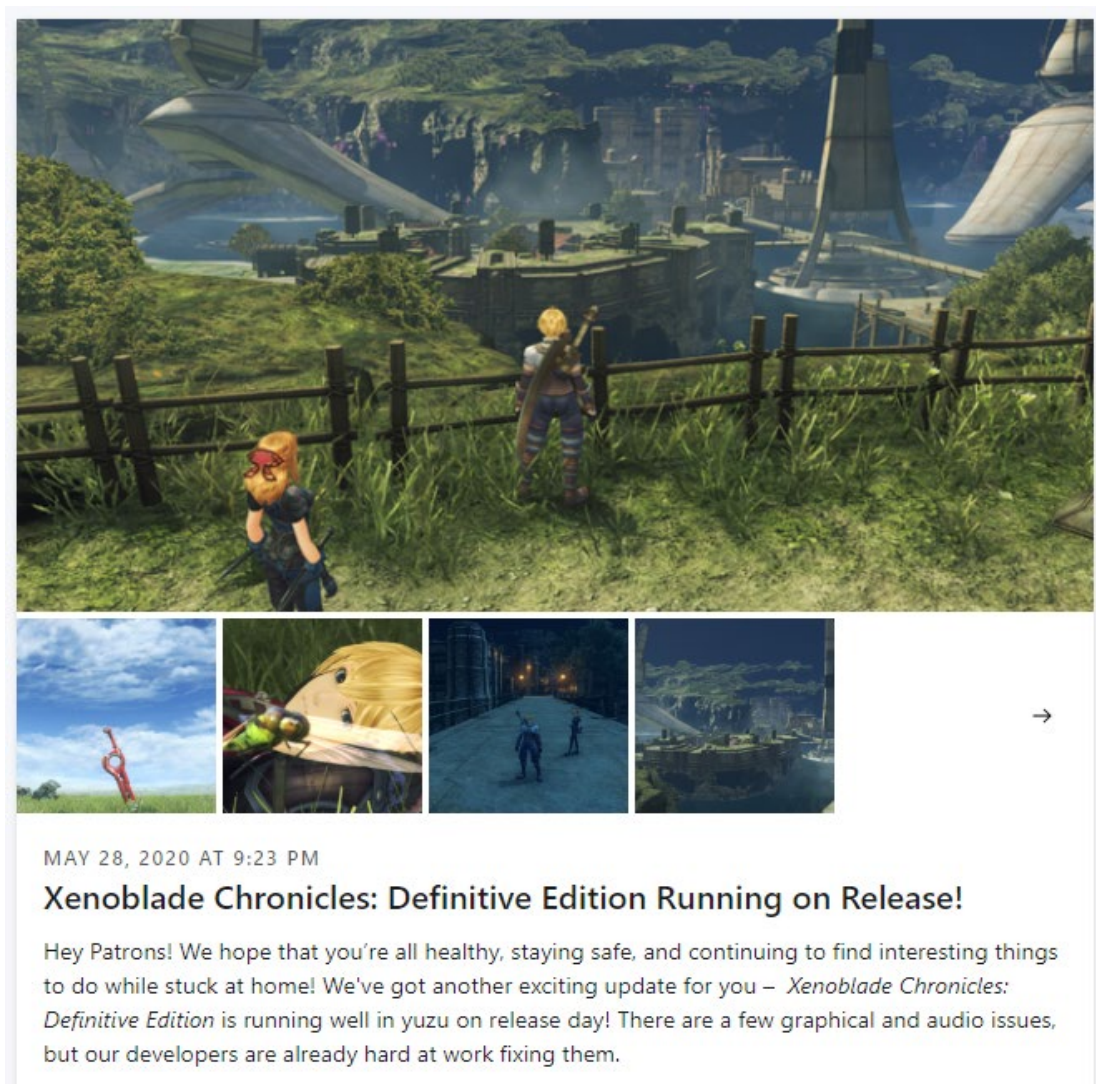 MAY 28, 2020 AT 9:23 PM
Xenoblade Chronicles: Definitive Edition Running on Release!
Hey Patrons! We hope that you’re all healthy, staying safe, and continuing to find interesting things
to do while stuck at home! We've got another exciting update for you – Xenoblade Chronicles:
Definitive Edition is running well in yuzu on release day! There are a few graphical and audio issues,
but our developers are already hard at work fixing them.